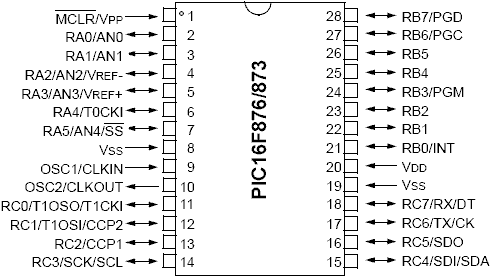 MCLR/VPP 1 28 RB7/PGD
RA0/AN0 2 27 RB6/PGC
RA1/AN1 3 26 RB5
RA2/AN2/VREF- 4 25 RB4
RA3/AN3/VREF+ 5 24 RB3/PGM
RA4/T0CKI 6 23 RB2
RA5/AN4/SS 7 22 RB1
VSS 8 21 RB0/INT
OSC1/CLKIN 9 20 VDD
OSC2/CLKOUT 10 19 VSS
RC0/T1OSO/T1CKI 11 18 RC7/RX/DT
RC1/T1OSI/CCP2 12 17 RC6/TX/CK
RC2/CCP1 13 16 RC5/SDO
RC3/SCK/SCL 14 15 RC4/SDI/SDA
PIC16F876/873